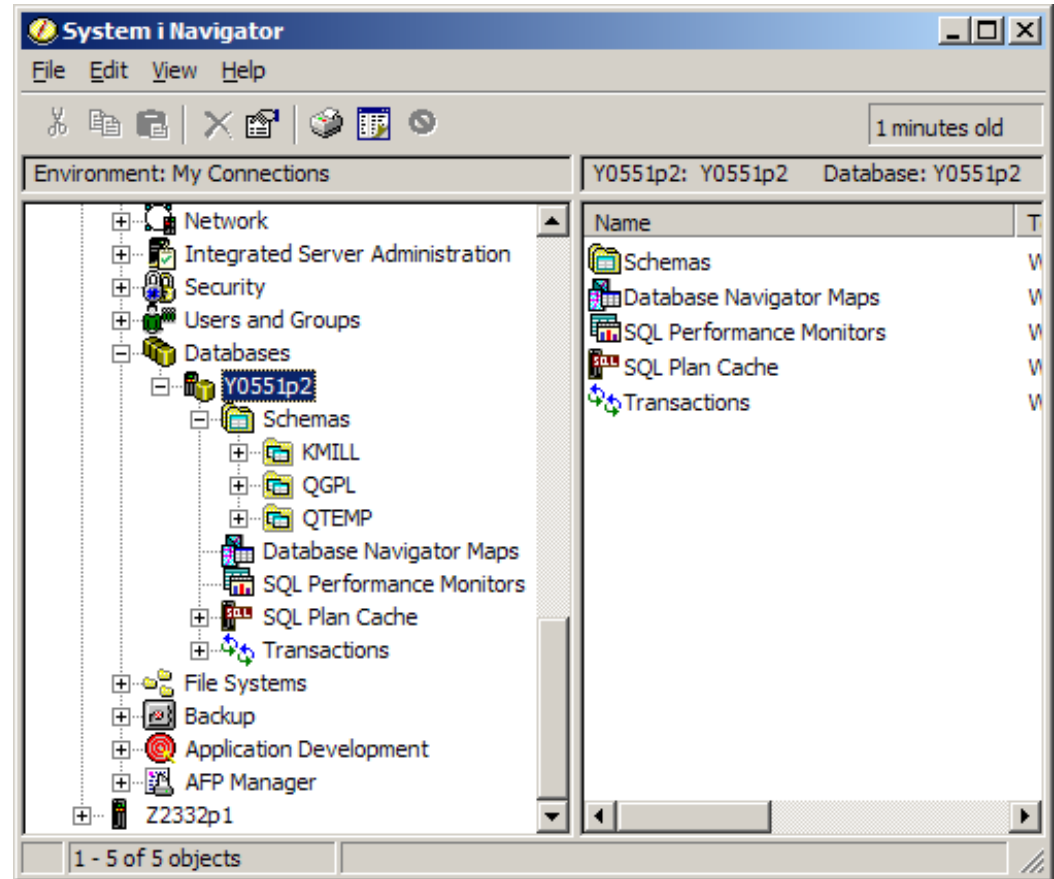 System i Navigator
File Edit View Help
1 minutes old
Environment: My Connections
Y0551p2: Y0551p2 Database: Y0551p2
Network
Integrated Server Administration
Security
Users and Groups
Databases
Y0551p2
Schemas
KMILL
QGPL
QTEMP
Database Navigator Maps
SQL Performance Monitors
SQL Plan Cache
Transactions
File Systems
Backup
Application Development
AFP Manager
Z2332p1
Name
Schemas
Database Navigator Maps
SQL Performance Monitors
SQL Plan Cache
Transactions
1 - 5 of 5 objects